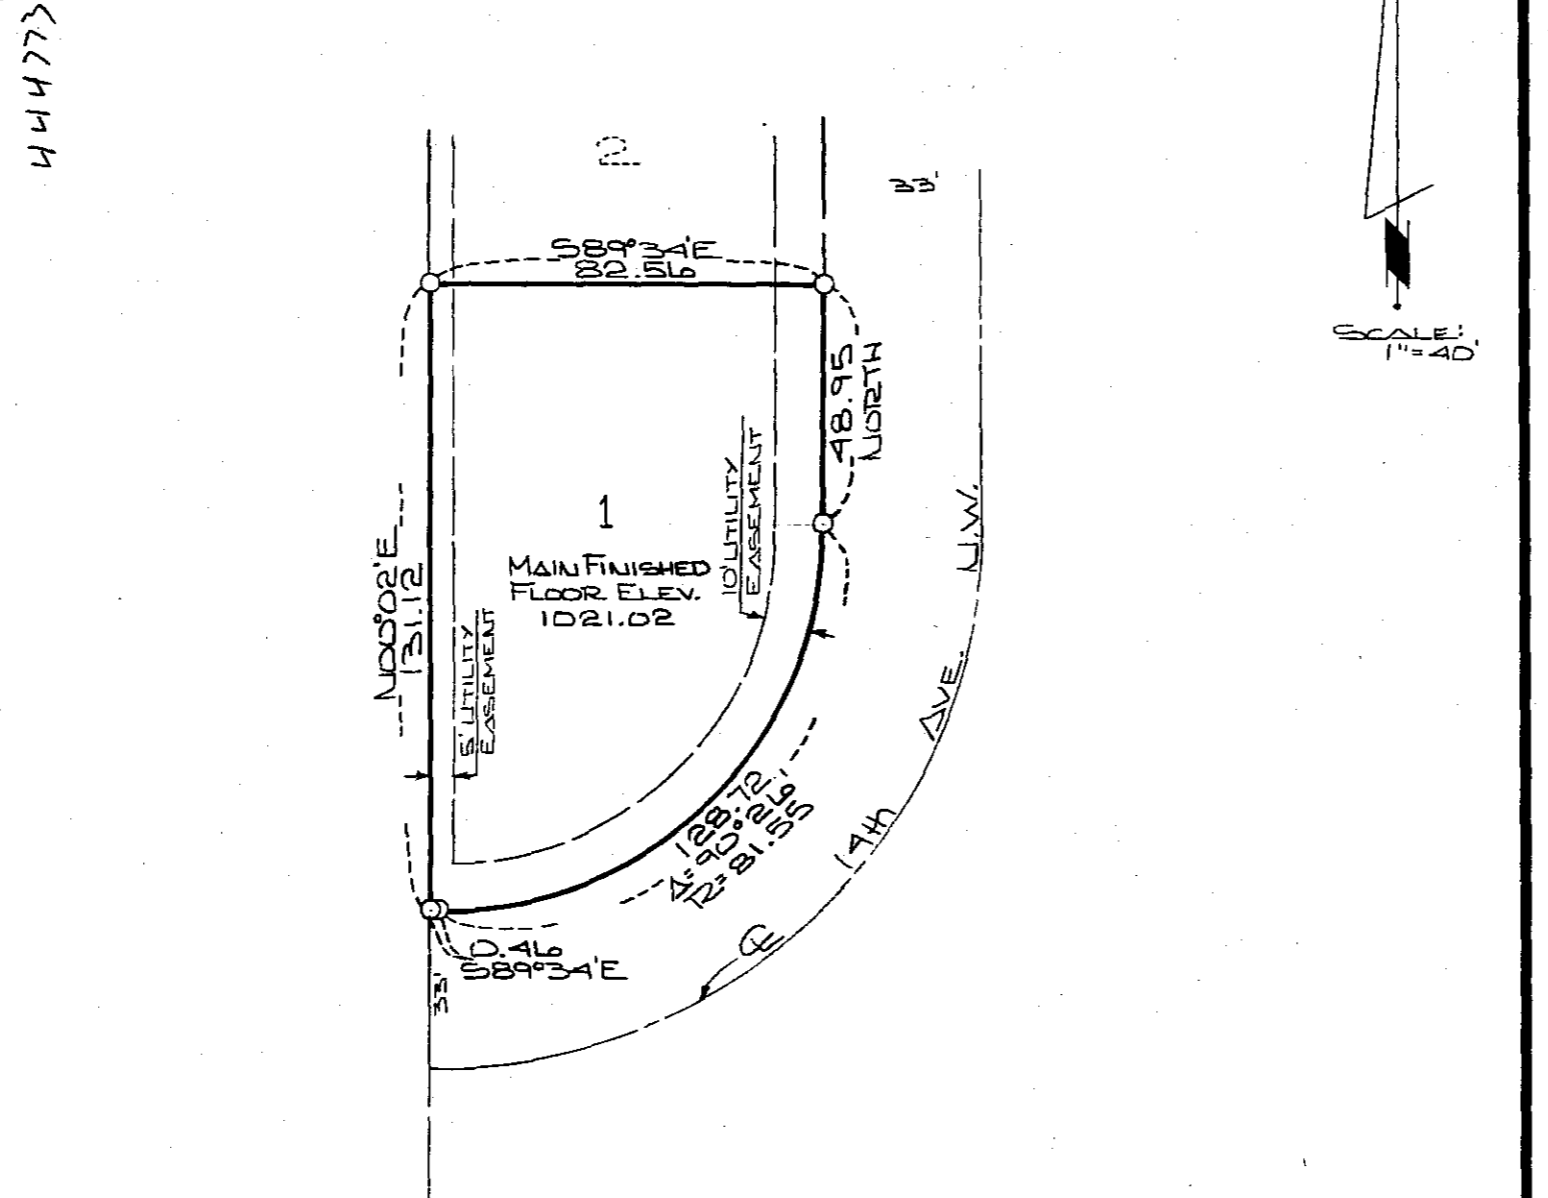 444773
2
33'
S89°34'E
82.56
SCALE:
1"=40'
48.95
NORTH
N00°02'E
131.12
1
MAIN FINISHED
FLOOR ELEV.
1021.02
10' UTILITY
EASEMENT
5' UTILITY
EASEMENT
14th AVE. N.W.
128.72
Δ=90°26'
R=81.55
℄
0.46
S89°34'E
33'